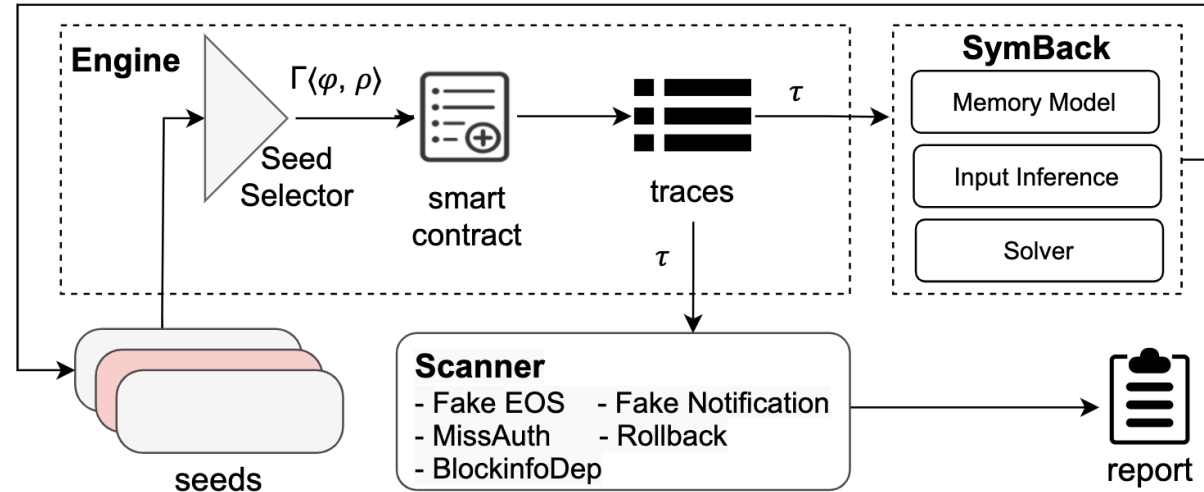 Engine
Γ⟨φ, ρ⟩
Seed
Selector
smart
contract
traces
τ
τ
SymBack
Memory Model
Input Inference
Solver
seeds
Scanner
- Fake EOS - Fake Notification
- MissAuth - Rollback
- BlockinfoDep
report